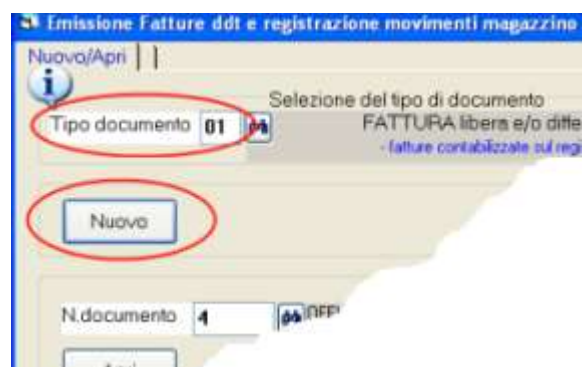 Emissione Fatture ddt e registrazione movimenti magazzino
Nuovo/Apri
Selezione del tipo di documento
Tipo documento 01 FATTURA libera e/o diffe
- fatture contabilizzate sul regi
Nuovo
N.documento 4